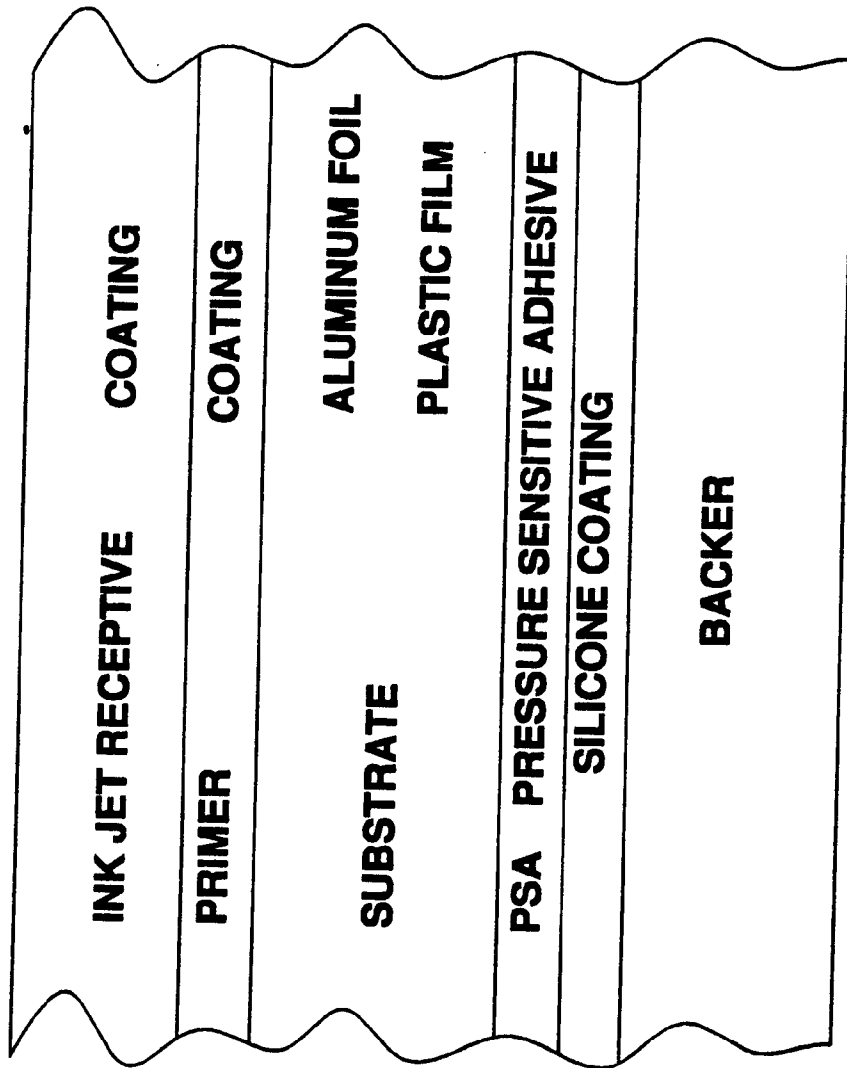 INK JET RECEPTIVE COATING
PRIMER COATING
SUBSTRATE ALUMINUM FOIL
PLASTIC FILM
PSA PRESSURE SENSITIVE ADHESIVE
SILICONE COATING
BACKER